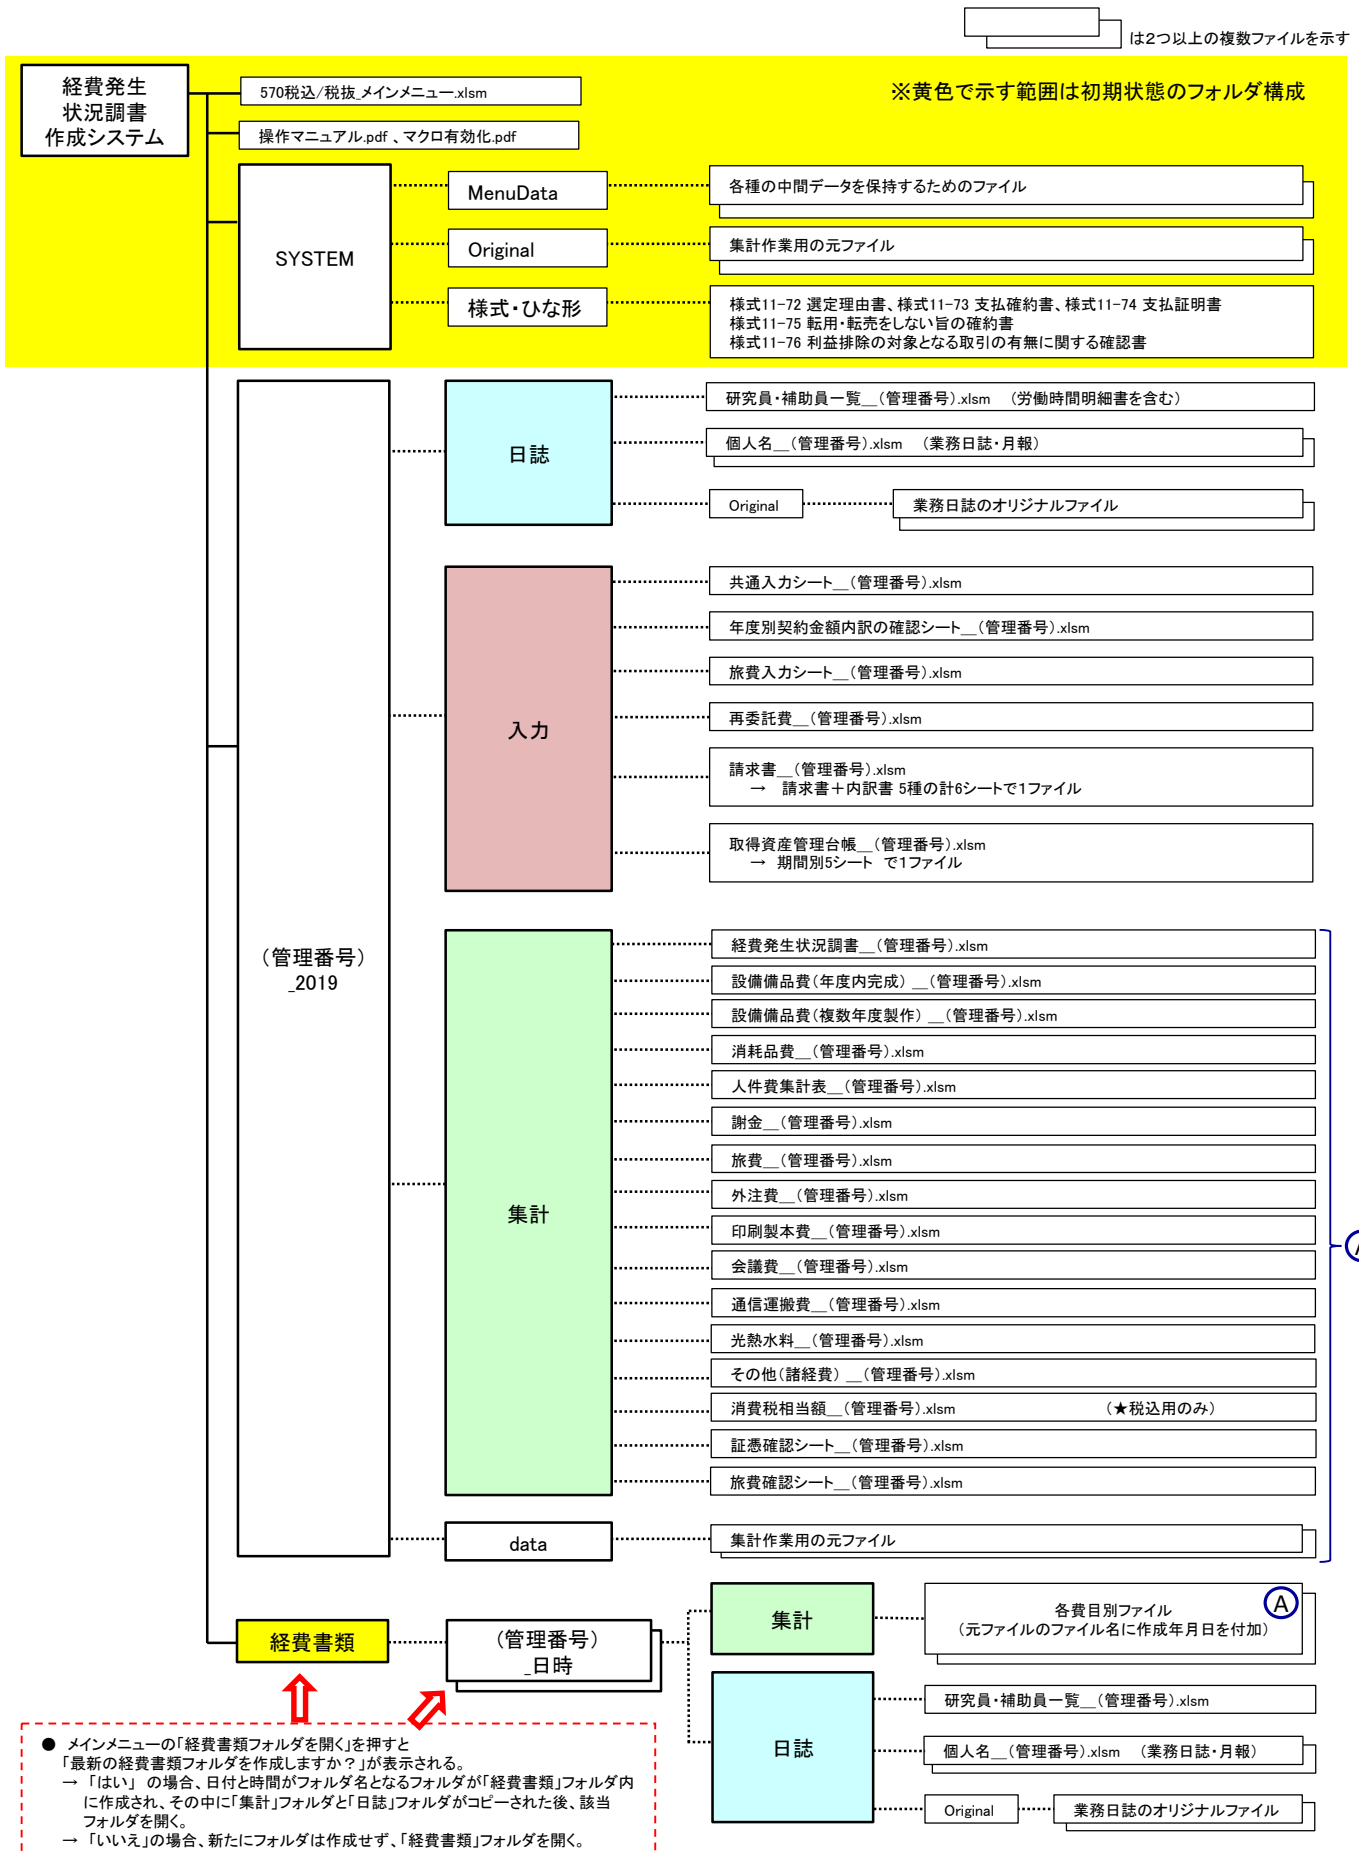 は2つ以上の複数ファイルを示す
経費発生
状況調書
作成システム
570税込/税抜_メインメニュー.xlsm
※黄色で示す範囲は初期状態のフォルダ構成
操作マニュアル.pdf 、マクロ有効化.pdf
SYSTEM
MenuData
各種の中間データを保持するためのファイル
Original
集計作業用の元ファイル
様式・ひな形
様式11-72 選定理由書、様式11-73 支払確約書、様式11-74 支払証明書
様式11-75 転用・転売をしない旨の確約書
様式11-76 利益排除の対象となる取引の有無に関する確認書
(管理番号)
_2019
日誌
研究員・補助員一覧__(管理番号).xlsm (労働時間明細書を含む)
個人名__(管理番号).xlsm (業務日誌・月報)
Original
業務日誌のオリジナルファイル
入力
共通入力シート__(管理番号).xlsm
年度別契約金額内訳の確認シート__(管理番号).xlsm
旅費入力シート__(管理番号).xlsm
再委託費__(管理番号).xlsm
請求書__(管理番号).xlsm
→ 請求書+内訳書 5種の計6シートで1ファイル
取得資産管理台帳__(管理番号).xlsm
→ 期間別5シート で1ファイル
集計
経費発生状況調書__(管理番号).xlsm
設備備品費(年度内完成) __(管理番号).xlsm
設備備品費(複数年度製作) __(管理番号).xlsm
消耗品費__(管理番号).xlsm
人件費集計表__(管理番号).xlsm
謝金__(管理番号).xlsm
旅費__(管理番号).xlsm
外注費__(管理番号).xlsm
印刷製本費__(管理番号).xlsm
会議費__(管理番号).xlsm
通信運搬費__(管理番号).xlsm
光熱水料__(管理番号).xlsm
その他(諸経費) __(管理番号).xlsm
消費税相当額__(管理番号).xlsm (★税込用のみ)
証憑確認シート__(管理番号).xlsm
旅費確認シート__(管理番号).xlsm
A
data
集計作業用の元ファイル
経費書類
(管理番号)
_日時
集計
各費目別ファイル
(元ファイルのファイル名に作成年月日を付加)
A
日誌
研究員・補助員一覧__(管理番号).xlsm
個人名__(管理番号).xlsm (業務日誌・月報)
Original
業務日誌のオリジナルファイル
● メインメニューの「経費書類フォルダを開く」を押すと
「最新の経費書類フォルダを作成しますか?」が表示される。
→ 「はい」 の場合、日付と時間がフォルダ名となるフォルダが「経費書類」フォルダ内
に作成され、その中に「集計」フォルダと「日誌」フォルダがコピーされた後、該当
フォルダを開く。
→ 「いいえ」の場合、新たにフォルダは作成せず、「経費書類」フォルダを開く。